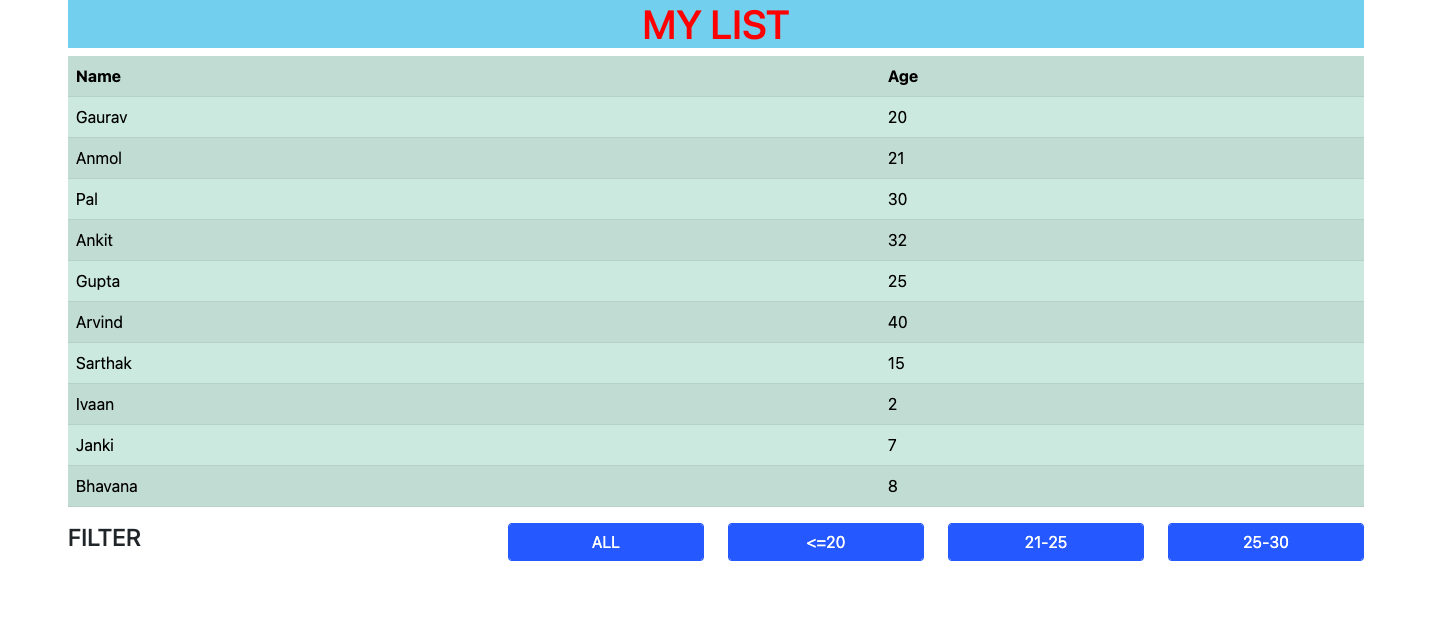 MY LIST
Name Age
Gaurav 20
Anmol 21
Pal 30
Ankit 32
Gupta 25
Arvind 40
Sarthak 15
Ivaan 2
Janki 7
Bhavana 8
FILTER ALL <=20 21-25 25-30